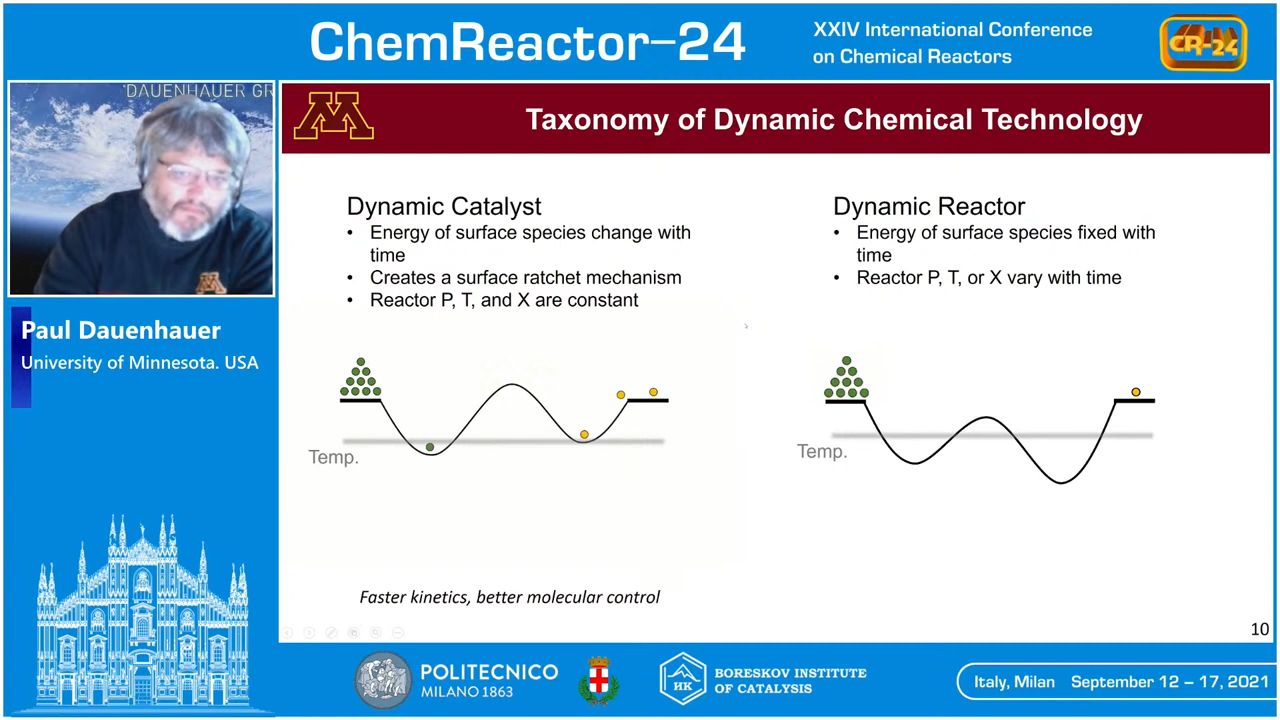 ChemReactor–24
XXIV International Conference
on Chemical Reactors
CR-24
DAUENHAUER GR
M
Taxonomy of Dynamic Chemical Technology
Dynamic Catalyst
• Energy of surface species change with
time
• Creates a surface ratchet mechanism
• Reactor P, T, and X are constant
Dynamic Reactor
• Energy of surface species fixed with
time
• Reactor P, T, or X vary with time
Paul Dauenhauer
University of Minnesota. USA
Temp.
Temp.
Faster kinetics, better molecular control
10
POLITECNICO
MILANO 1863
BORESKOV INSTITUTE
OF CATALYSIS
Italy, Milan September 12 – 17, 2021